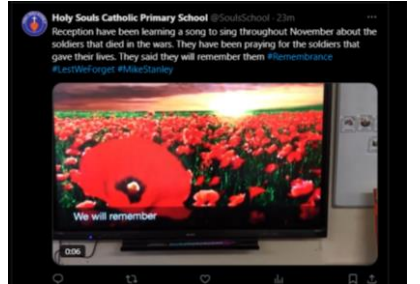 Holy Souls Catholic Primary School @SoulsSchool · 23m
Reception have been learning a song to sing throughout November about the
soldiers that died in the wars. They have been praying for the soldiers that
gave their lives. They said they will remember them #Remembrance
#LestWeForget #MikeStanley
We will remember
0:06